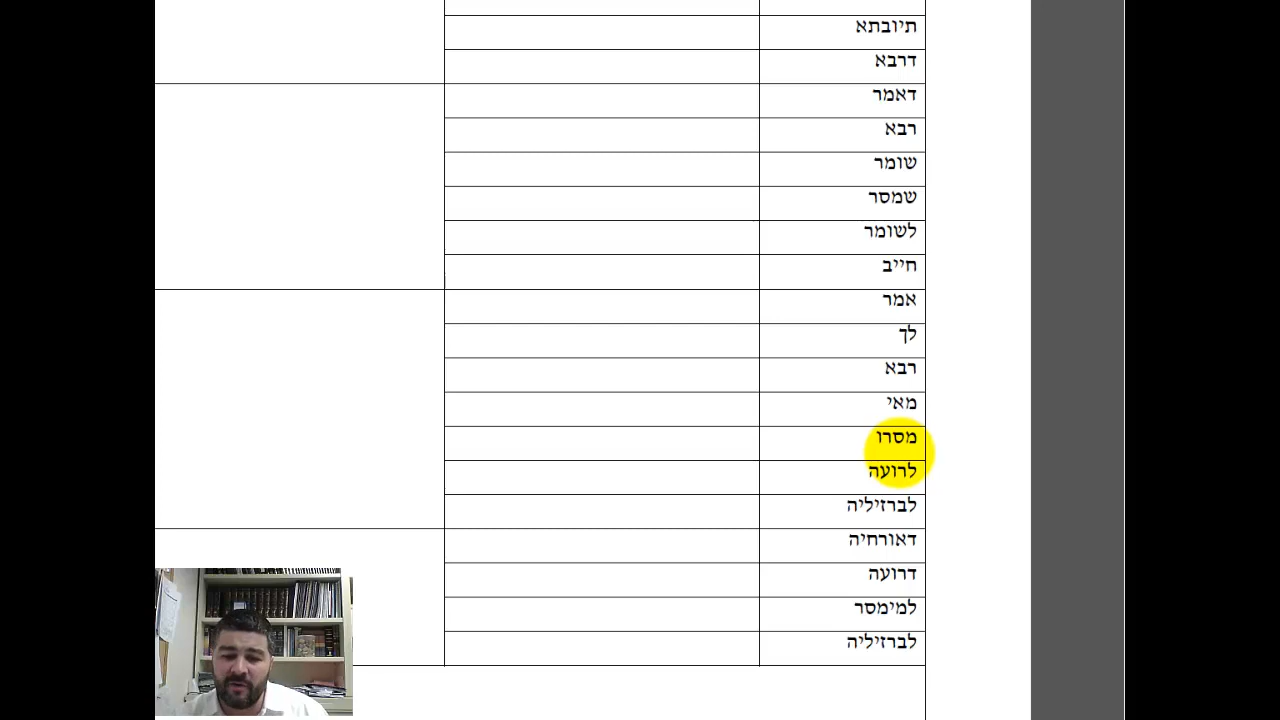 תיובתא
דרבא
דאמר
רבא
שומר
שמסר
לשומר
חייב
אמר
לך
רבא
מאי
מסרו
לרועה
לברזיליה
דאורחיה
דרועה
למימסר
לברזיליה